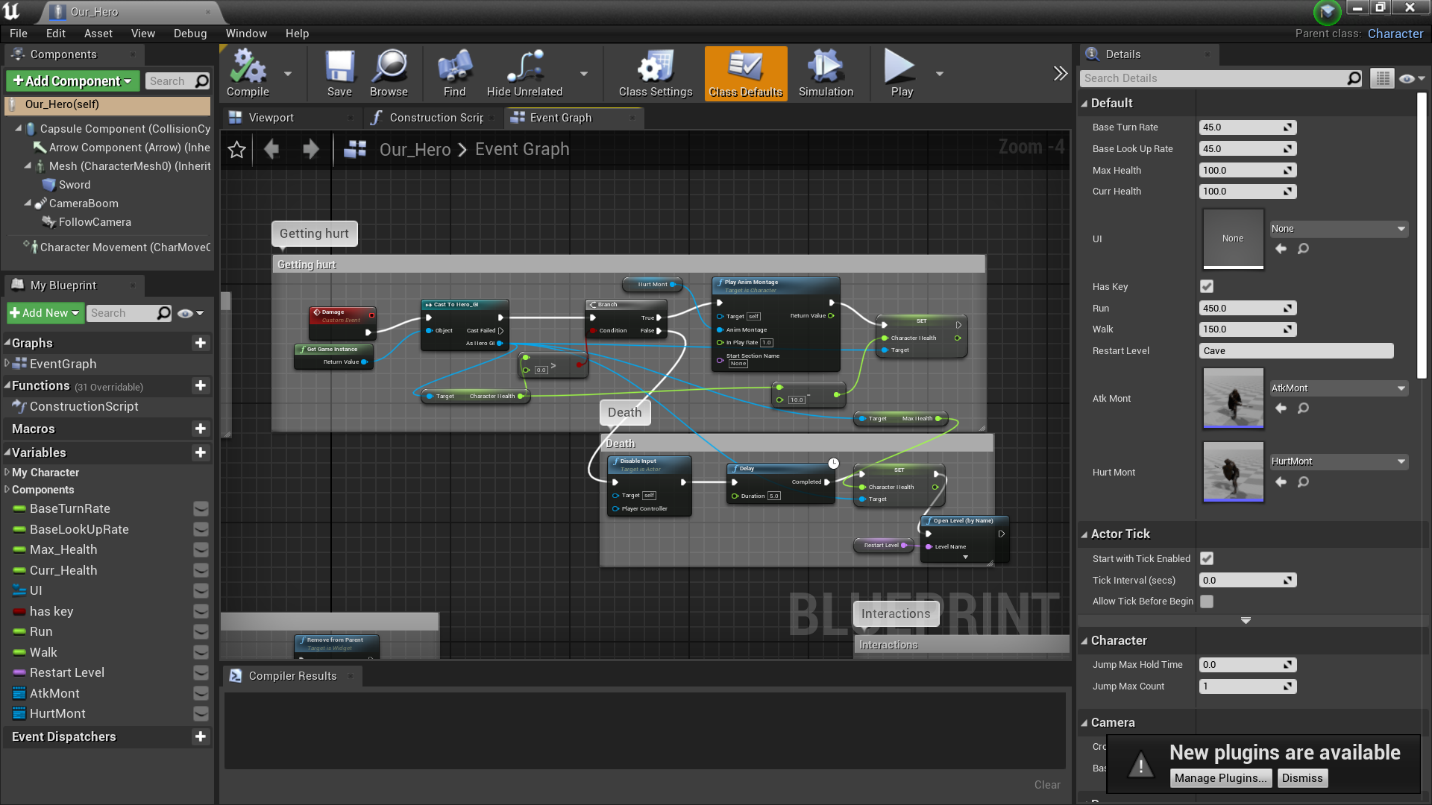 Our_Hero
File Edit Asset View Debug Window Help
Parent class: Character
Components
+Add Component
Search
Our_Hero(self)
Capsule Component (CollisionCy
Arrow Component (Arrow) (Inhe
Mesh (CharacterMesh0) (Inherit
Sword
CameraBoom
FollowCamera
Character Movement (CharMoveC
My Blueprint
+Add New
Search
Graphs
EventGraph
Functions (31 Overridable)
ConstructionScript
Macros
Variables
My Character
Components
BaseTurnRate
BaseLookUpRate
Max_Health
Curr_Health
UI
has key
Run
Walk
Restart Level
AtkMont
HurtMont
Event Dispatchers
Compile
Save
Browse
Find
Hide Unrelated
Class Settings
Class Defaults
Simulation
Play
Viewport
Construction Scrip
Event Graph
Our_Hero > Event Graph
Zoom -4
Getting hurt
Getting hurt
Damage
Custom Event
Get Game Instance
Return Value
Cast To Hero_GI
Object
Cast Failed
As Hero GI
Branch
Condition
True
False
0.0
>
Target
Character Health
Hurt Mont
Play Anim Montage
Target is Character
Target self
Return Value
Anim Montage
In Play Rate 1.0
Start Section Name
None
SET
Character Health
Target
10.0
-
Target
Max Health
Death
Death
Disable Input
Target is Actor
Target self
Player Controller
Delay
Completed
Duration 5.0
SET
Character Health
Target
Restart Level
Open Level (by Name)
Level Name
BLUEPRINT
Interactions
Interactions
Remove from Parent
Target is Widget
Compiler Results
Clear
Details
Search Details
Default
Base Turn Rate 45.0
Base Look Up Rate 45.0
Max Health 100.0
Curr Health 100.0
UI
None
None
Has Key
Run 450.0
Walk 150.0
Restart Level Cave
Atk Mont
AtkMont
Hurt Mont
HurtMont
Actor Tick
Start with Tick Enabled
Tick Interval (secs) 0.0
Allow Tick Before Begin
Character
Jump Max Hold Time 0.0
Jump Max Count 1
Camera
Cro
Bas
New plugins are available
Manage Plugins...
Dismiss